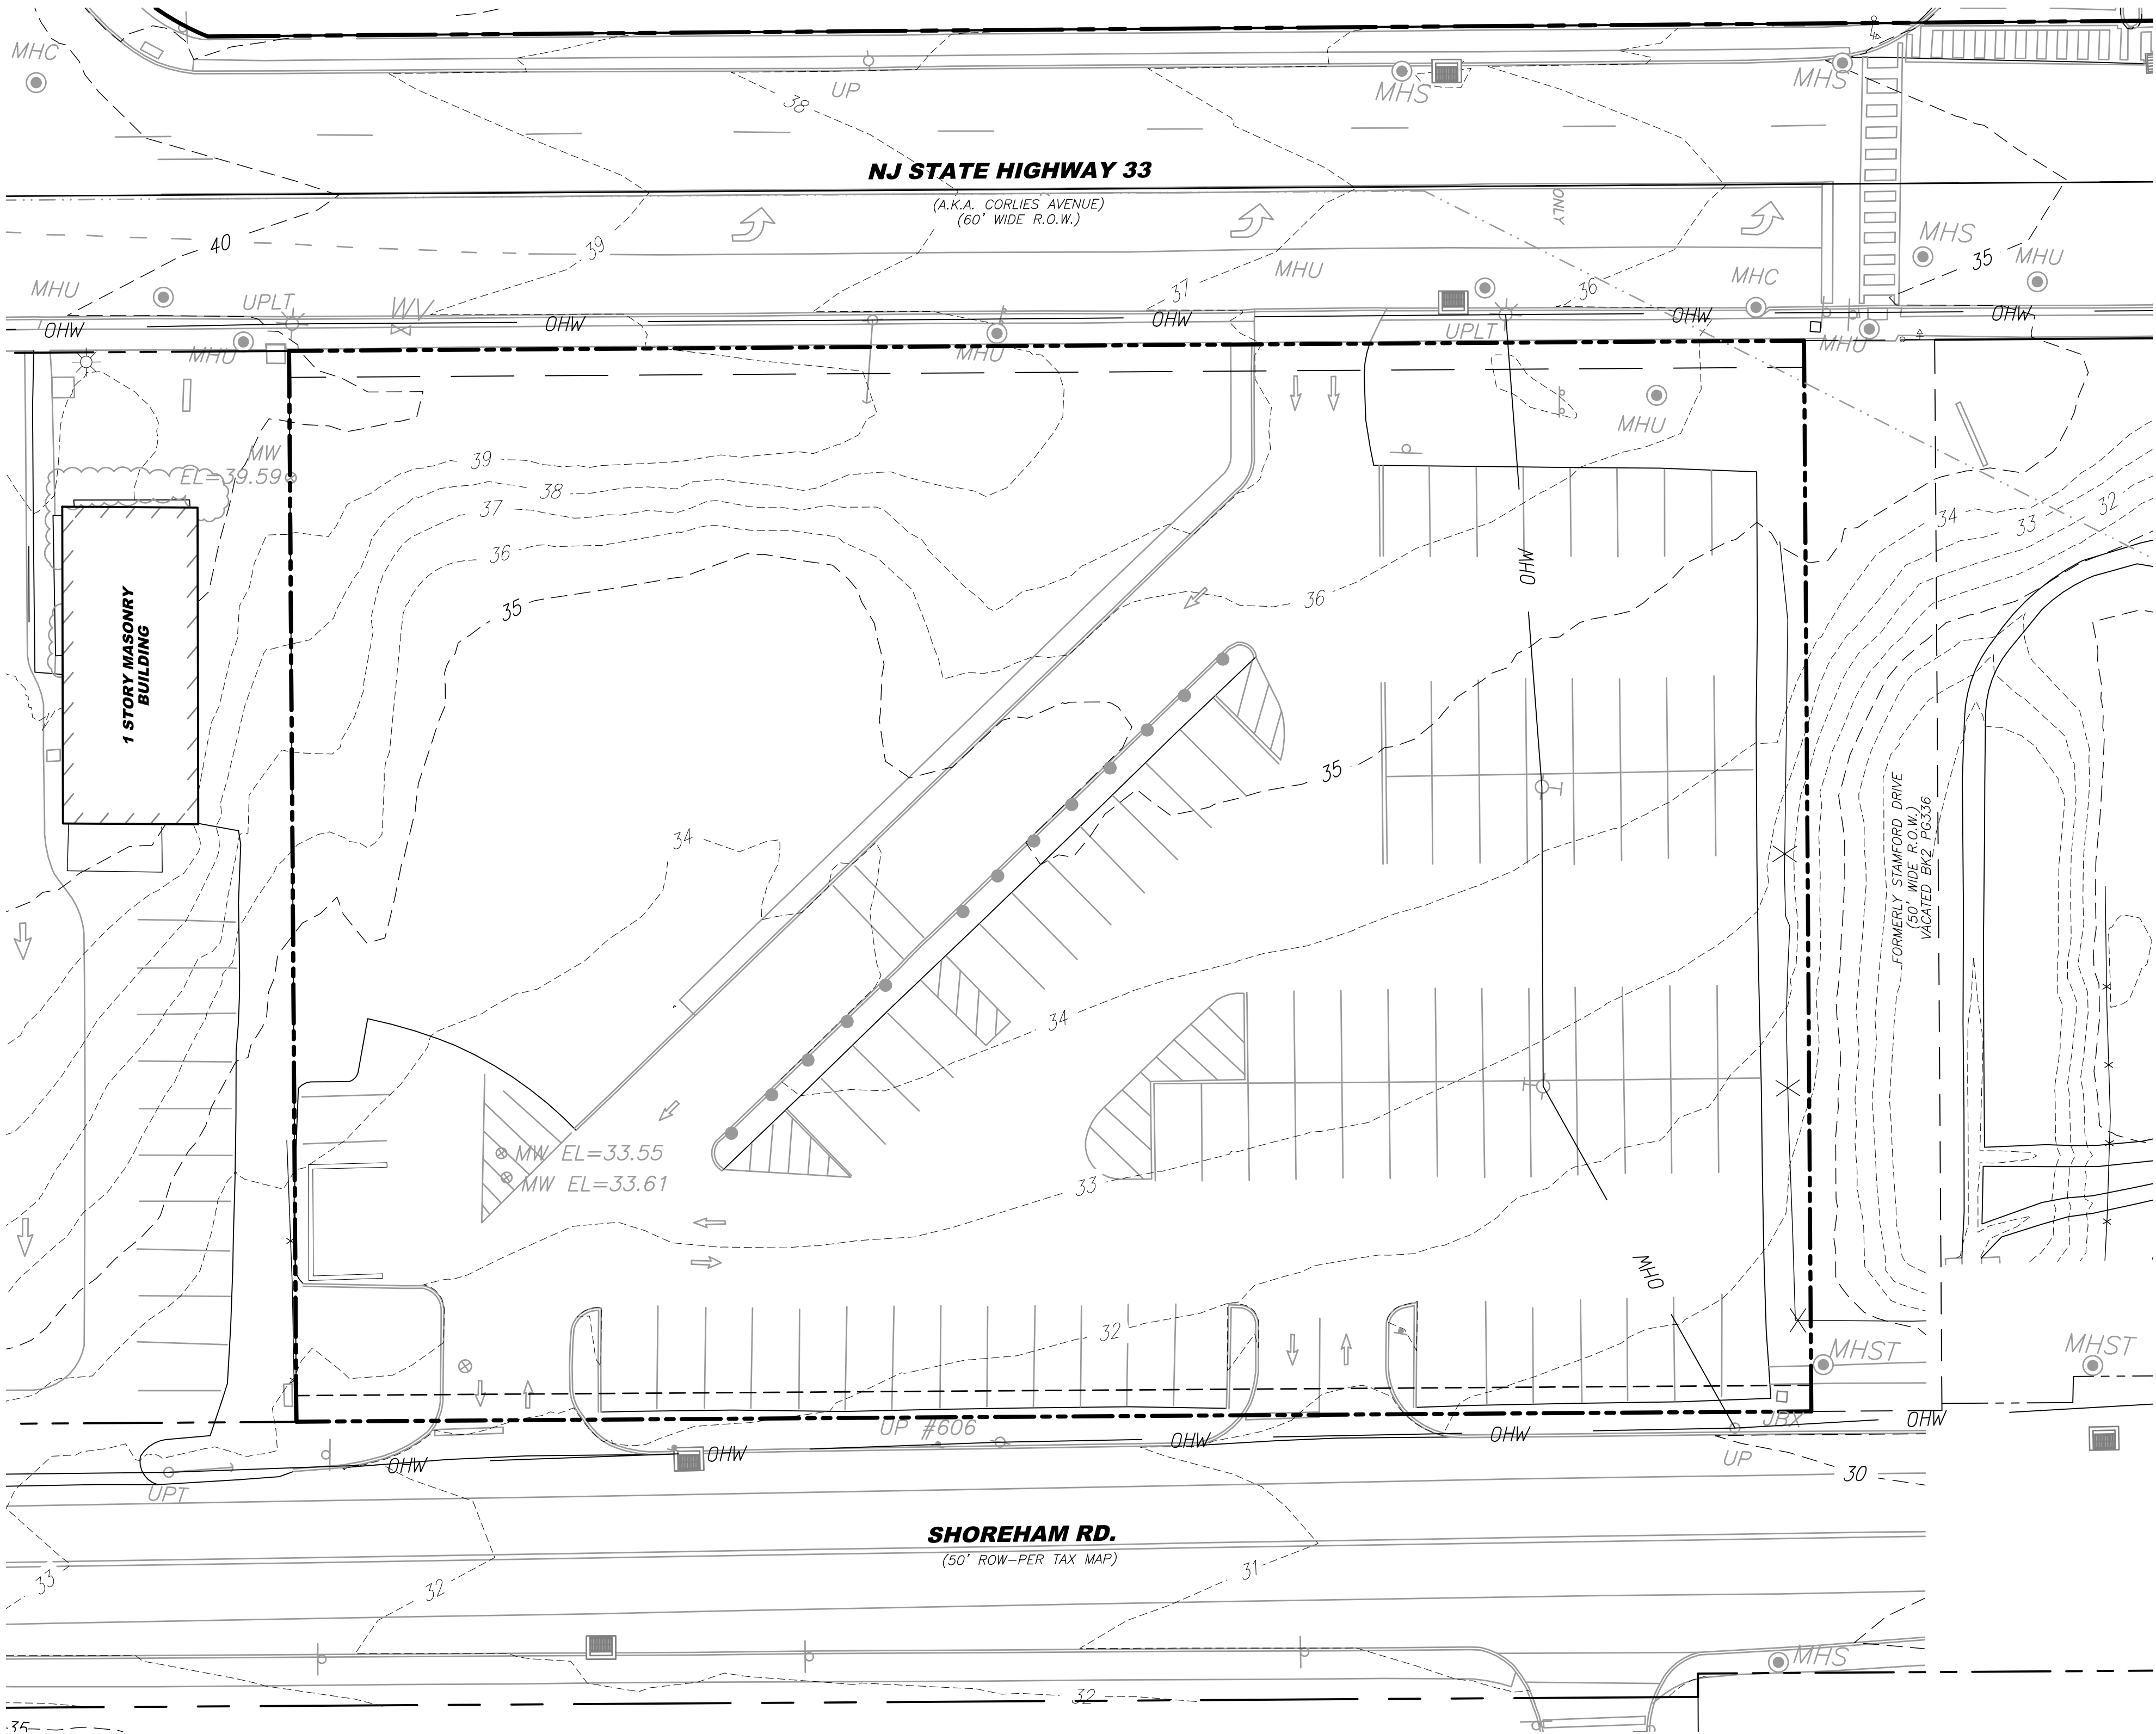 MHC
UP
38
MHS
MHS
NJ STATE HIGHWAY 33
(A.K.A. CORLIES AVENUE)
(60' WIDE R.O.W.)
ONLY
40
39
MHS
35
MHU
MHU
MHU
MHC
37
36
UPLT
WV
OHW
OHW
OHW
OHW
OHW
UPLT
MHU
MHU
MHU
MHU
MW
EL=39.59
39
38
37
36
35
34
33
32
OHW
36
1 STORY MASONRY
BUILDING
35
34
FORMERLY STAMFORD DRIVE
(50' WIDE R.O.W.)
VACATED BK2 PG336
34
MW EL=33.55
MW EL=33.61
33
OHW
32
MHST
MHST
UP #606
JBX
OHW
OHW
OHW
OHW
OHW
UP
30
UPT
SHOREHAM RD.
(50' ROW-PER TAX MAP)
33
32
31
MHS
32
35